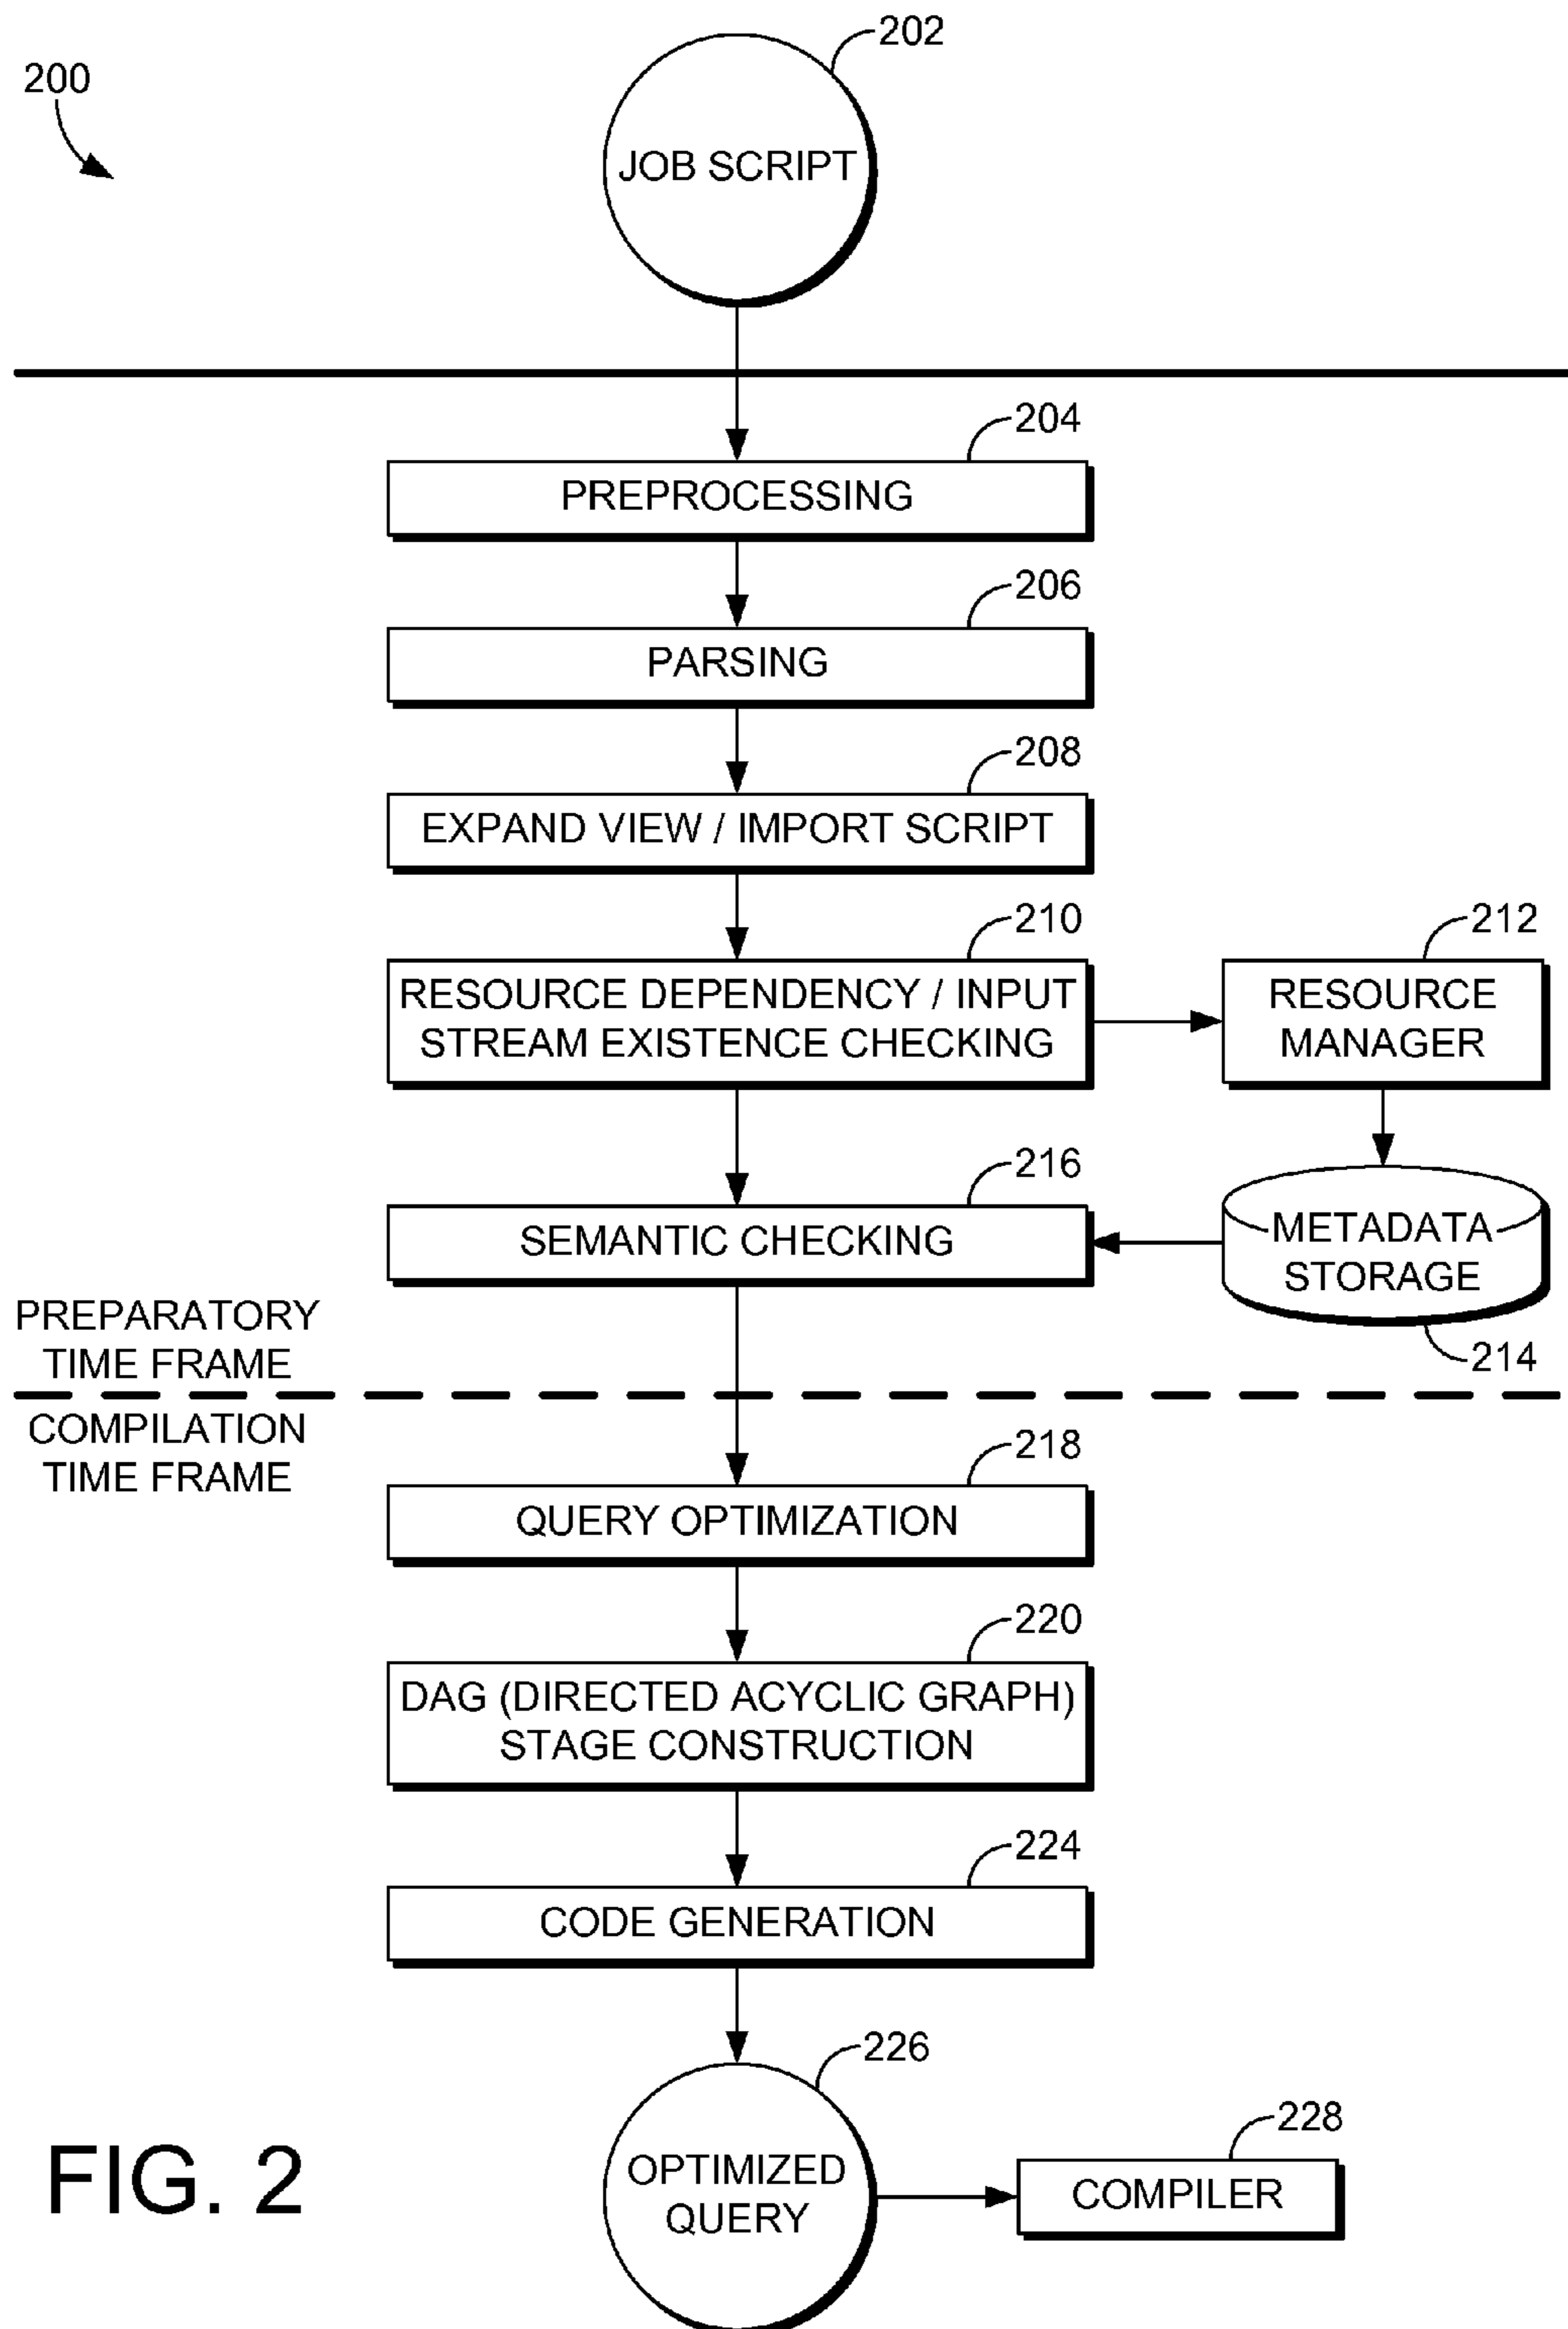 202
200
JOB SCRIPT
204
PREPROCESSING
206
PARSING
208
EXPAND VIEW / IMPORT SCRIPT
210
212
RESOURCE DEPENDENCY / INPUT
STREAM EXISTENCE CHECKING
RESOURCE
MANAGER
216
SEMANTIC CHECKING
METADATA
STORAGE
214
PREPARATORY
TIME FRAME
COMPILATION
TIME FRAME
218
QUERY OPTIMIZATION
220
DAG (DIRECTED ACYCLIC GRAPH)
STAGE CONSTRUCTION
224
CODE GENERATION
226
OPTIMIZED
QUERY
228
COMPILER
FIG. 2